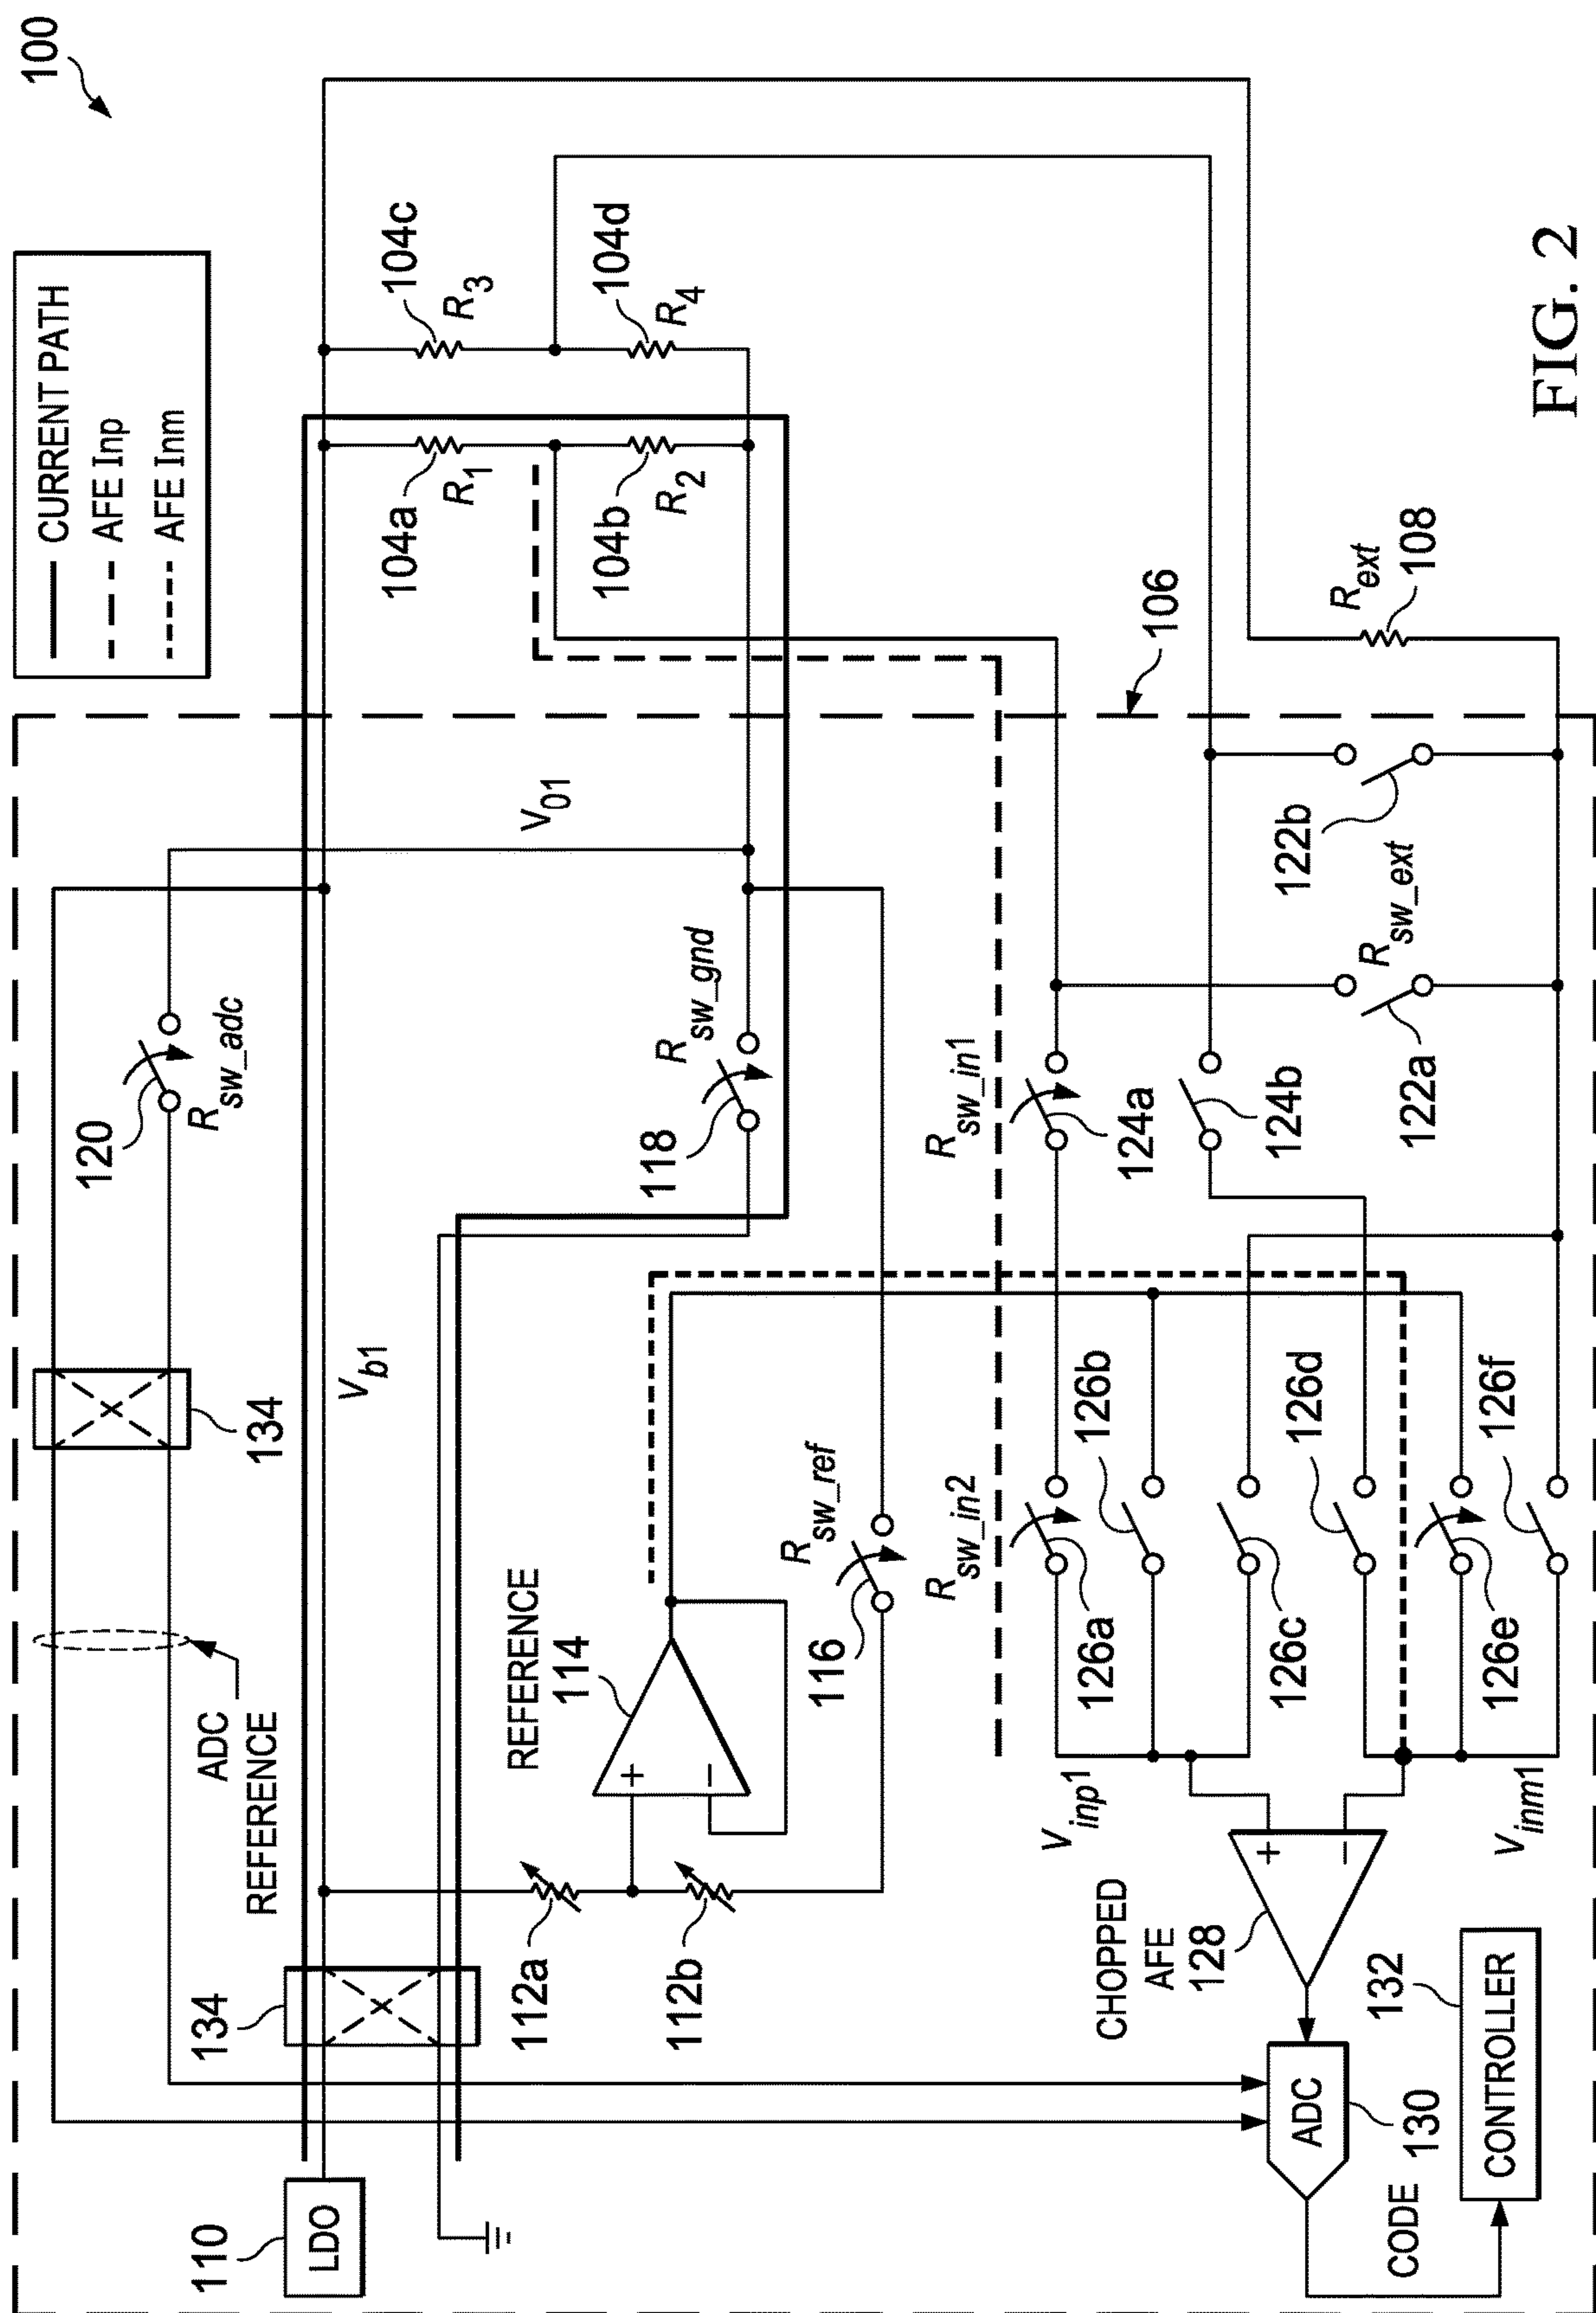 100
CURRENT PATH
AFE Inp
AFE Inm
104c
R3
104d
R4
104a
R1
104b
R2
106
Rext
108
V01
120
Rsw_adc
Rsw_gnd
118
Rsw_in1
124a
124b
122b
Rsw_ext
122a
134
Vb1
ADC
REFERENCE
REFERENCE
114
+
−
Rsw_ref
116
Rsw_in2
126a
126b
126c
126d
126e
126f
134
112a
112b
Vinp1
Vinm1
CHOPPED
AFE
128
+
−
110
LDO
ADC
130
CODE
132
CONTROLLER
FIG. 2